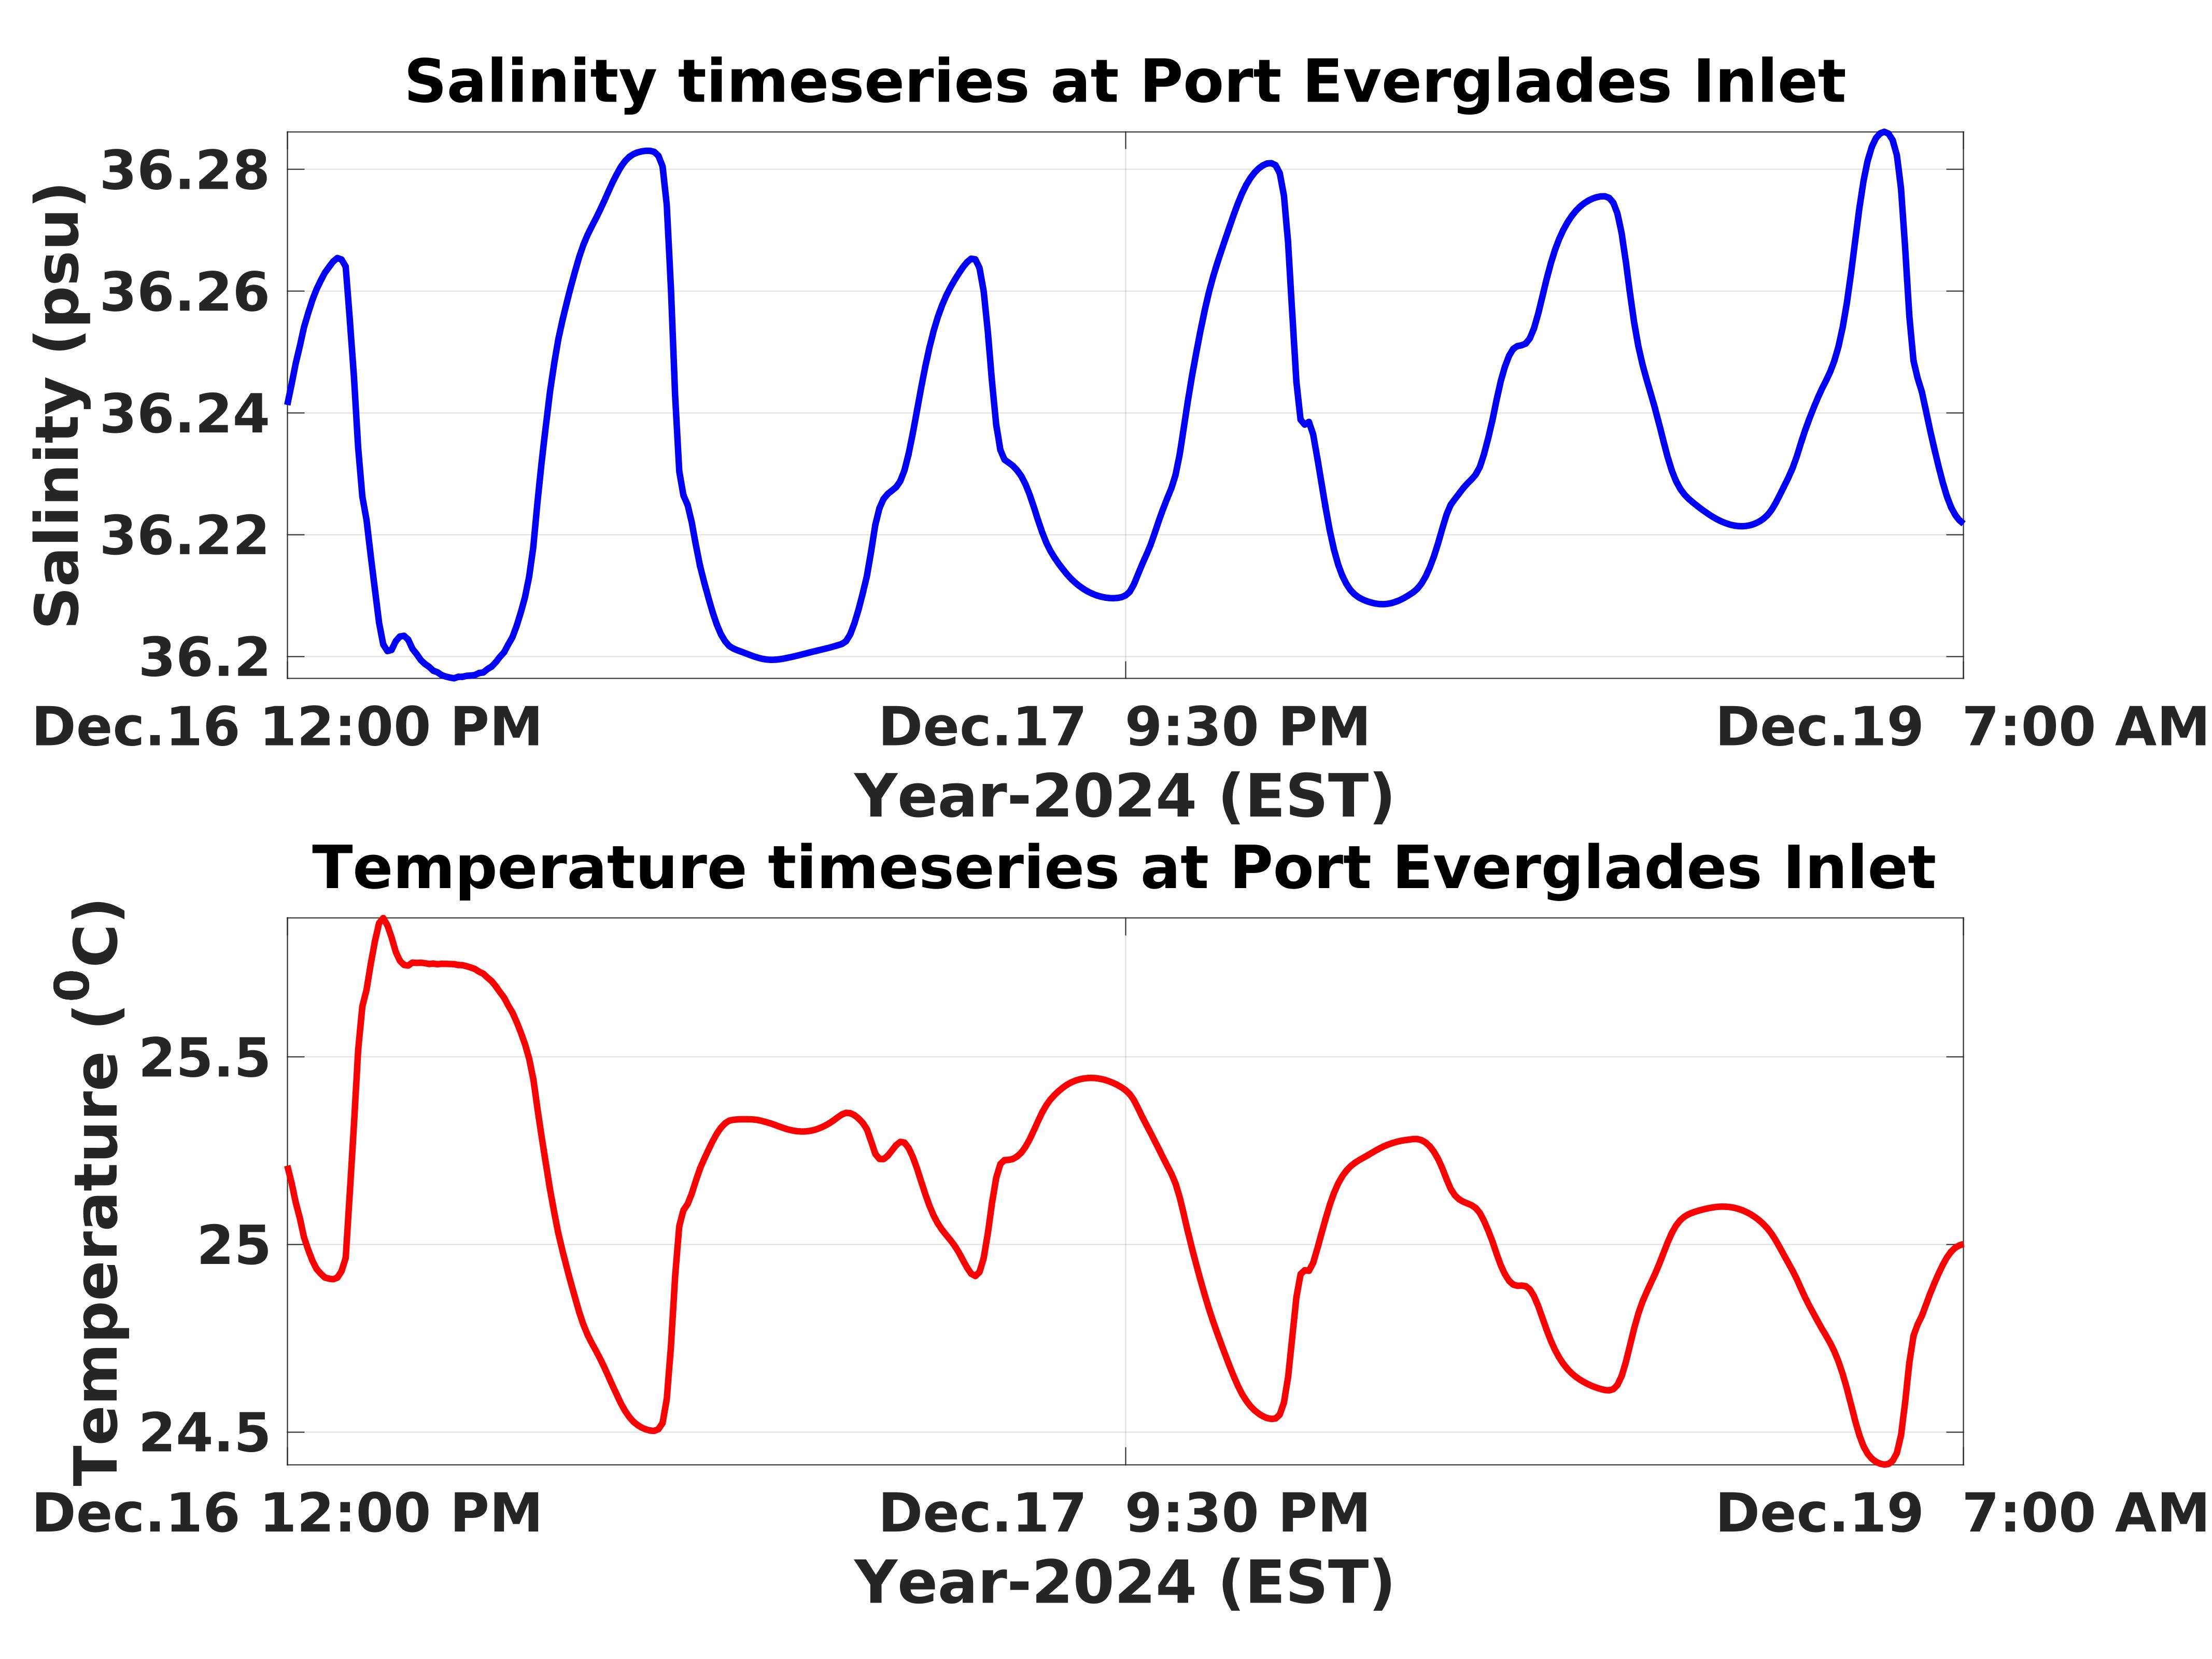 Salinity timeseries at Port Everglades Inlet
Salinity (psu)
36.28
36.26
36.24
36.22
36.2
Dec.16 12:00 PM Dec.17  9:30 PM Dec.19  7:00 AM
Year-2024 (EST)
Temperature timeseries at Port Everglades Inlet
Temperature (⁰C)
25.5
25
24.5
Dec.16 12:00 PM Dec.17  9:30 PM Dec.19  7:00 AM
Year-2024 (EST)